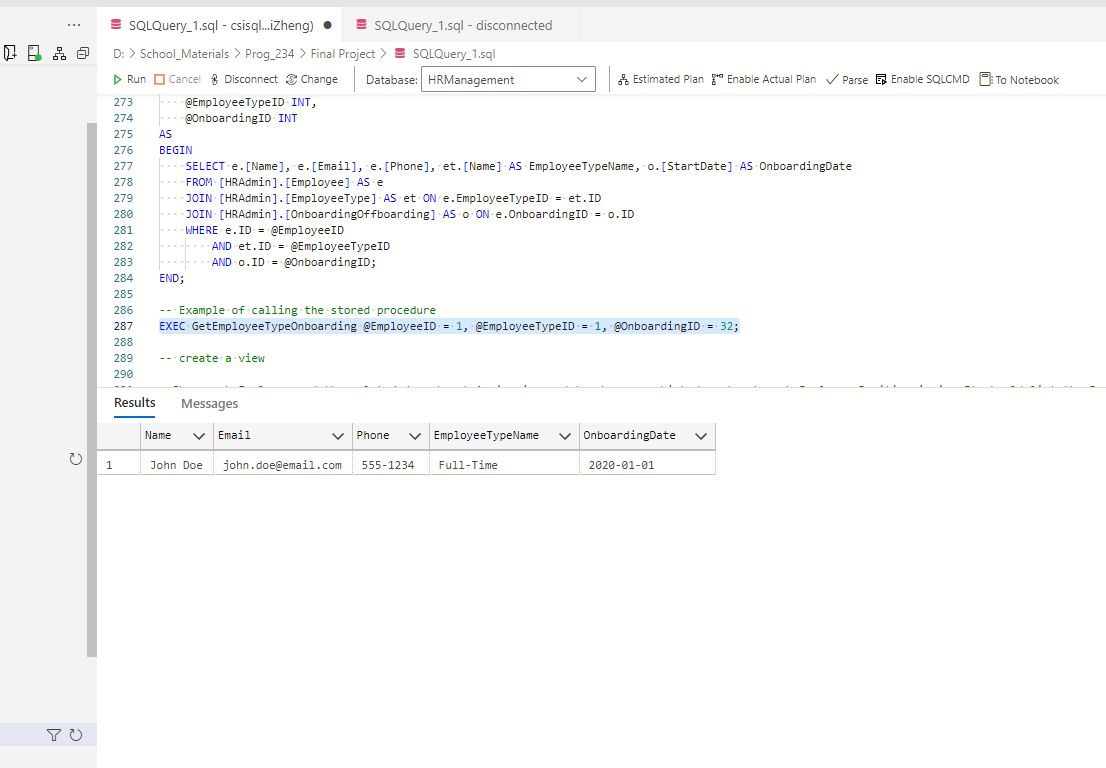 SQLQuery_1.sql - csisql...iZheng) ● SQLQuery_1.sql - disconnected
D: > School_Materials > Prog_234 > Final Project > SQLQuery_1.sql
Run Cancel Disconnect Change Database: HRManagement Estimated Plan Enable Actual Plan Parse Enable SQLCMD To Notebook
273 @EmployeeTypeID INT,
274 @OnboardingID INT
275 AS
276 BEGIN
277 SELECT e.[Name], e.[Email], e.[Phone], et.[Name] AS EmployeeTypeName, o.[StartDate] AS OnboardingDate
278 FROM [HRAdmin].[Employee] AS e
279 JOIN [HRAdmin].[EmployeeType] AS et ON e.EmployeeTypeID = et.ID
280 JOIN [HRAdmin].[OnboardingOffboarding] AS o ON e.OnboardingID = o.ID
281 WHERE e.ID = @EmployeeID
282 AND et.ID = @EmployeeTypeID
283 AND o.ID = @OnboardingID;
284 END;
285
286 -- Example of calling the stored procedure
287 EXEC GetEmployeeTypeOnboarding @EmployeeID = 1, @EmployeeTypeID = 1, @OnboardingID = 32;
288
289 -- create a view
290
Results Messages
Name Email Phone EmployeeTypeName OnboardingDate
1 John Doe john.doe@email.com 555-1234 Full-Time 2020-01-01